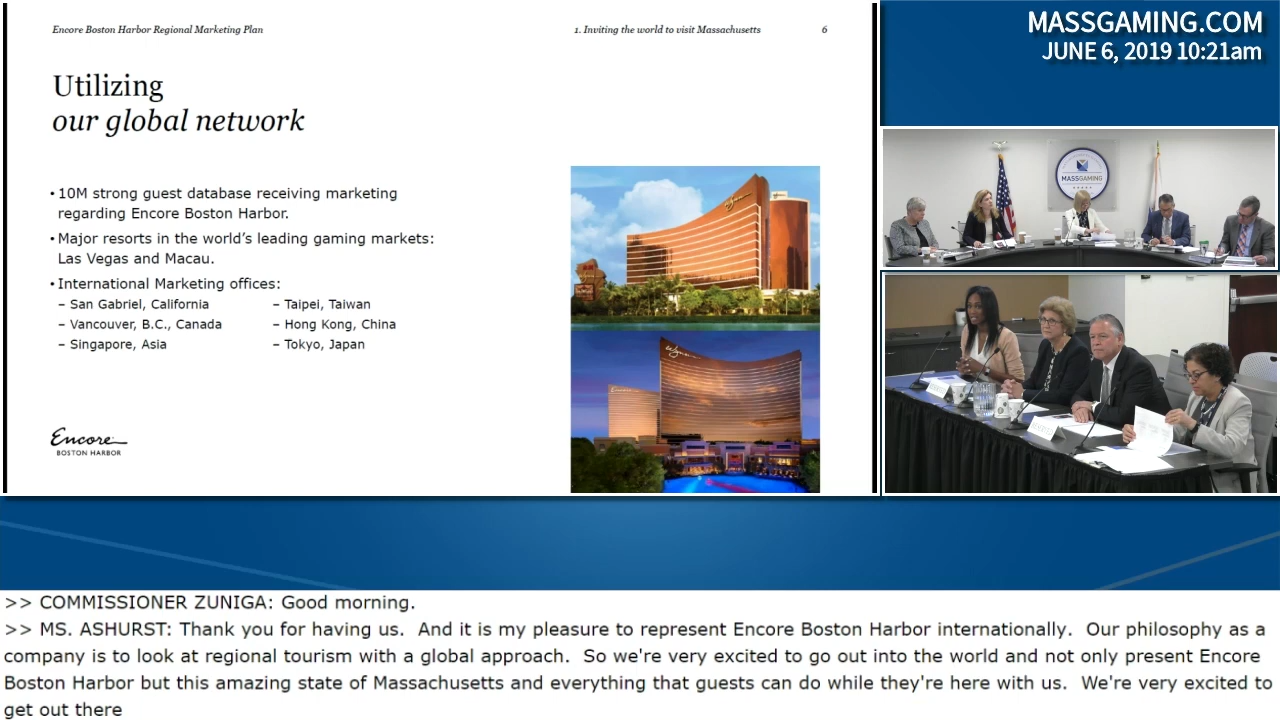 Encore Boston Harbor Regional Marketing Plan
1. Inviting the world to visit Massachusetts
6
Utilizing
our global network
• 10M strong guest database receiving marketing
regarding Encore Boston Harbor.
• Major resorts in the world's leading gaming markets:
Las Vegas and Macau.
• International Marketing offices:
– San Gabriel, California
– Taipei, Taiwan
– Vancouver, B.C., Canada
– Hong Kong, China
– Singapore, Asia
– Tokyo, Japan
Encore
BOSTON HARBOR
wynn
wynn
MASSGAMING.COM
JUNE 6, 2019 10:21am
MASSGAMING
>> COMMISSIONER ZUNIGA: Good morning.
>> MS. ASHURST: Thank you for having us.  And it is my pleasure to represent Encore Boston Harbor internationally.  Our philosophy as a
company is to look at regional tourism with a global approach.  So we're very excited to go out into the world and not only present Encore
Boston Harbor but this amazing state of Massachusetts and everything that guests can do while they're here with us.  We're very excited to
get out there